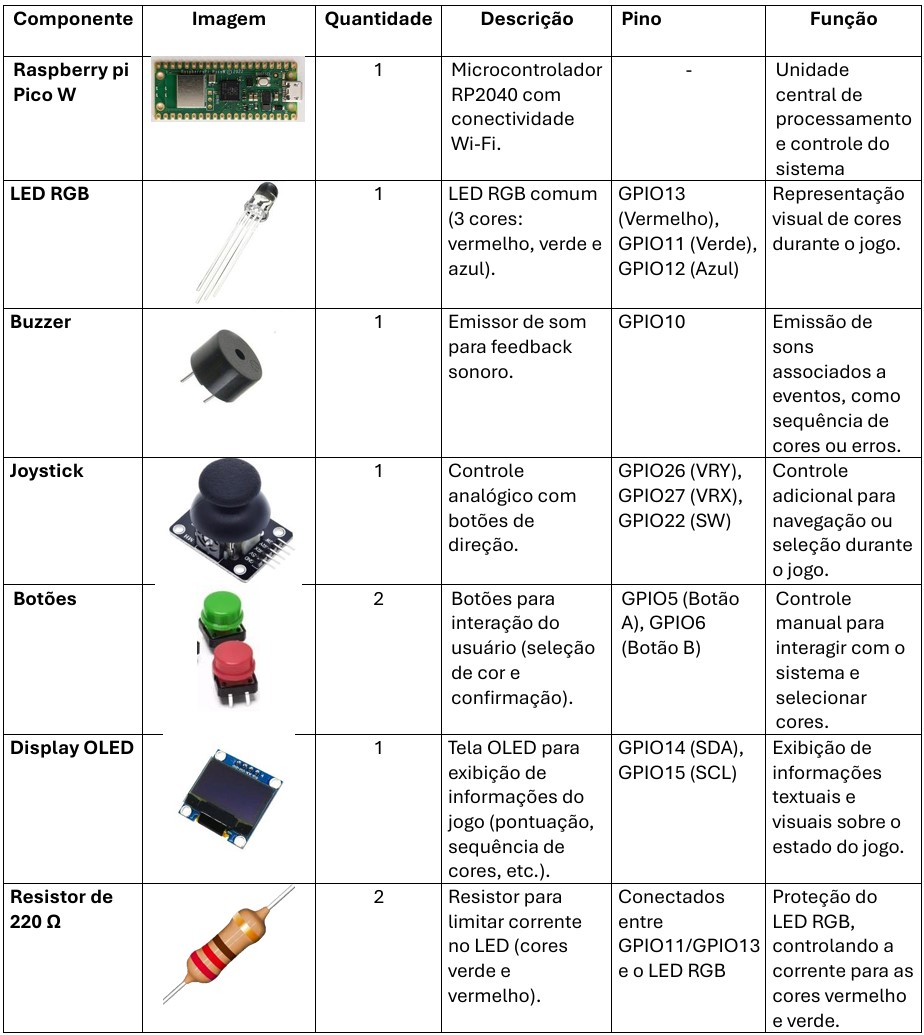 Componente Imagem Quantidade Descrição Pino Função
Raspberry pi
Pico W
1
Microcontrolador
RP2040 com
conectividade
Wi-Fi.
-
Unidade
central de
processamento
e controle do
sistema
LED RGB
1
LED RGB comum
(3 cores:
vermelho, verde e
azul).
GPIO13
(Vermelho),
GPIO11 (Verde),
GPIO12 (Azul)
Representação
visual de cores
durante o jogo.
Buzzer
1
Emissor de som
para feedback
sonoro.
GPIO10
Emissão de
sons
associados a
eventos, como
sequência de
cores ou erros.
Joystick
1
Controle
analógico com
botões de
direção.
GPIO26 (VRY),
GPIO27 (VRX),
GPIO22 (SW)
Controle
adicional para
navegação ou
seleção durante
o jogo.
Botões
2
Botões para
interação do
usuário (seleção
de cor e
confirmação).
GPIO5 (Botão
A), GPIO6
(Botão B)
Controle
manual para
interagir com o
sistema e
selecionar
cores.
Display OLED
1
Tela OLED para
exibição de
informações do
jogo (pontuação,
sequência de
cores, etc.).
GPIO14 (SDA),
GPIO15 (SCL)
Exibição de
informações
textuais e
visuais sobre o
estado do jogo.
Resistor de
220 Ω
2
Resistor para
limitar corrente
no LED (cores
verde e
vermelho).
Conectados
entre
GPIO11/GPIO13
e o LED RGB
Proteção do
LED RGB,
controlando a
corrente para as
cores vermelho
e verde.